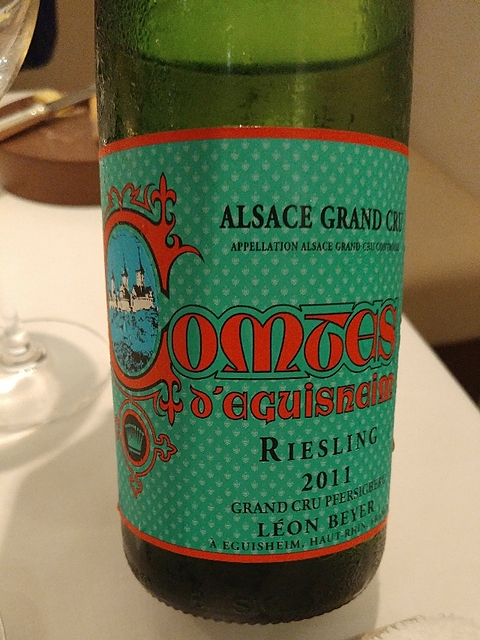 ALSACE GRAND CRU
APPELLATION ALSACE GRAND CRU CONTRÔLÉE
COMTES
d'EGUISHEIM
RIESLING
2011
GRAND CRU PFERSIGBERG
LÉON BEYER
A EGUISHEIM, HAUT-RHIN,